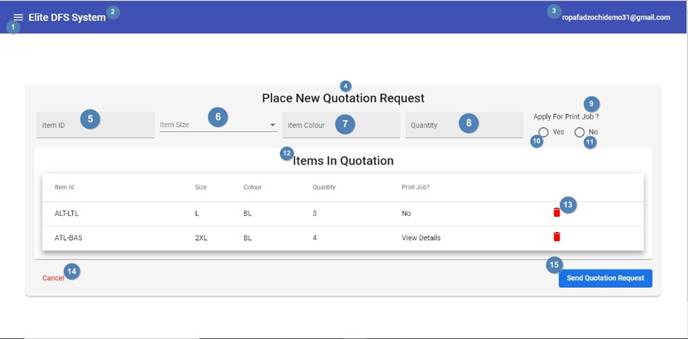 Elite DFS System 2
3 ropafadzochidemo31@gmail.com
1
4
Place New Quotation Request
Item ID 5
Item Size 6
Item Colour 7
Quantity 8
9
Apply For Print Job ?
Yes No
10 11
12 Items In Quotation
Item Id Size Colour Quantity Print Job?
ALT-LTL L BL 3 No 13
ATL-BAS 2XL BL 4 View Details
Cancel 14
15 Send Quotation Request